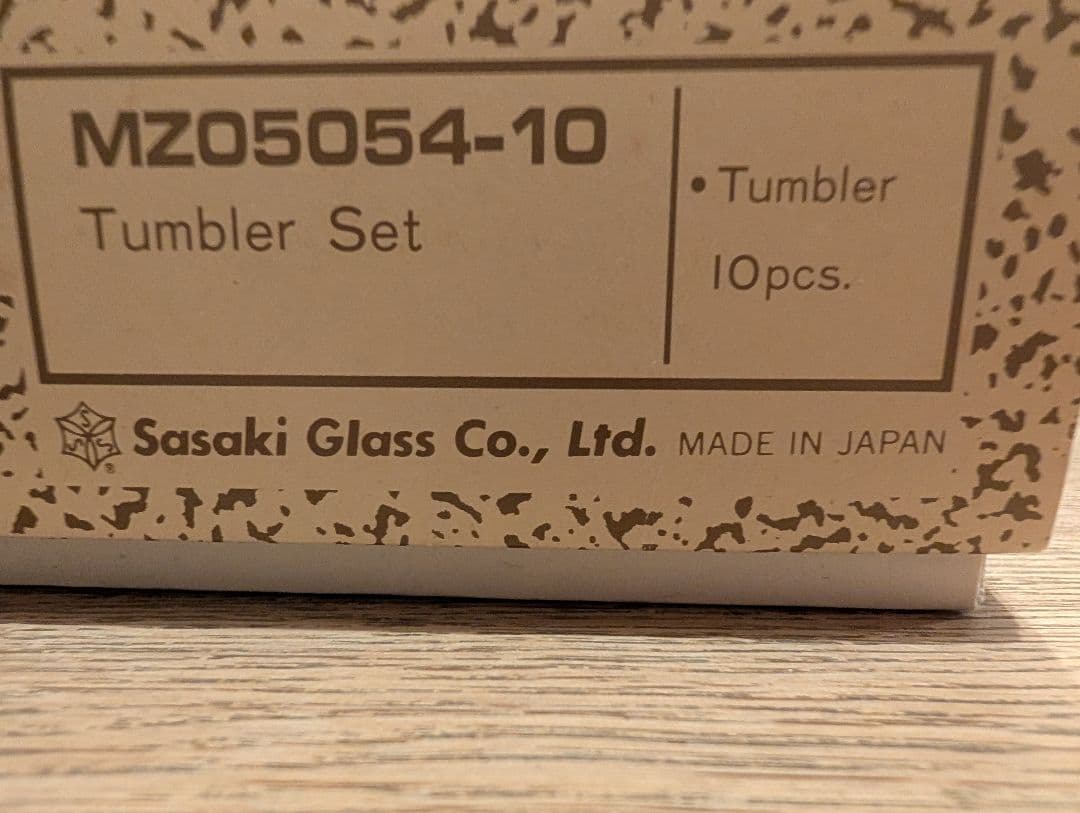 MZ05054-10
Tumbler Set
• Tumbler
10pcs.
Sasaki Glass Co., Ltd. MADE IN JAPAN